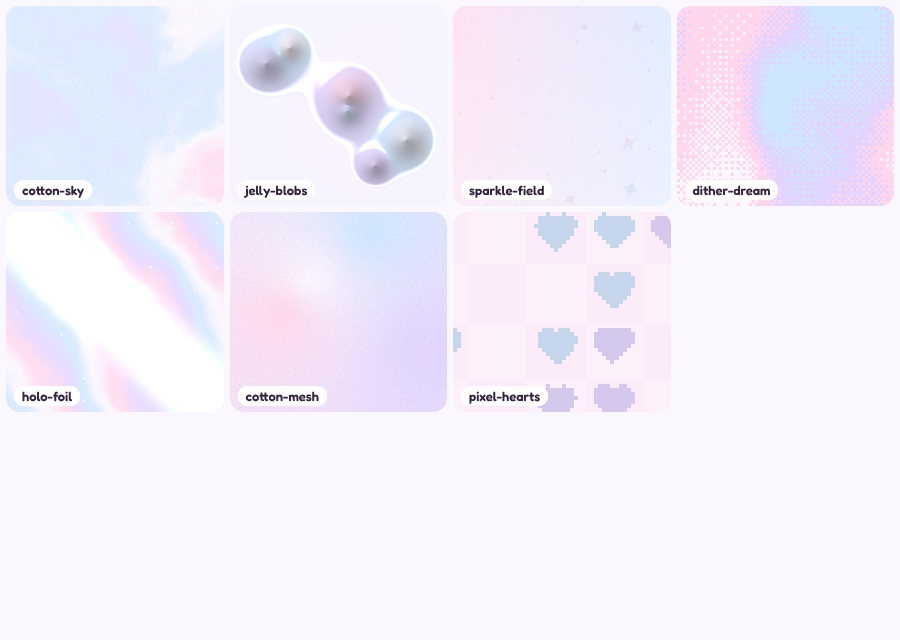 cotton-sky
jelly-blobs
sparkle-field
dither-dream
holo-foil
cotton-mesh
pixel-hearts